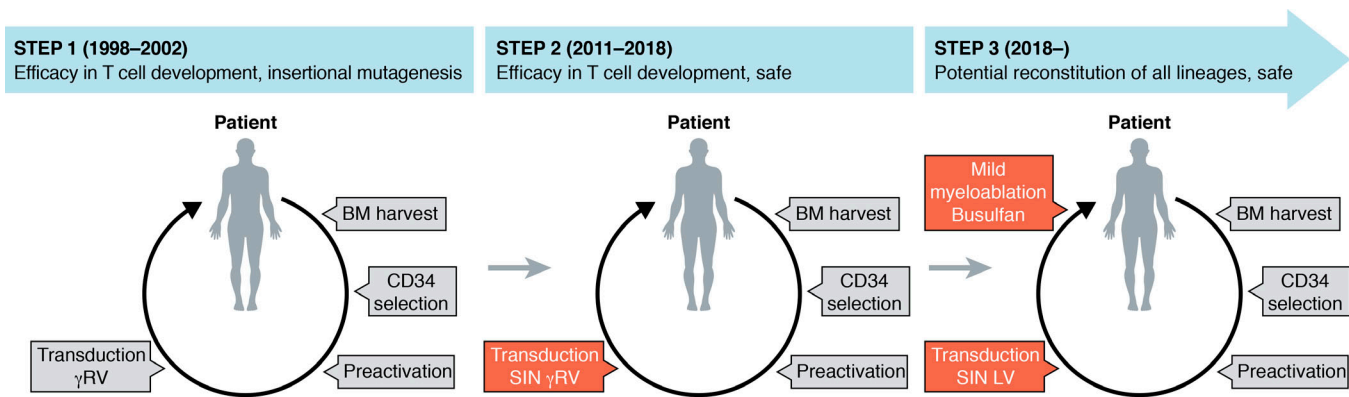 STEP 1 (1998–2002)
Efficacy in T cell development, insertional mutagenesis
Patient
BM harvest
CD34
selection
Preactivation
Transduction
γRV
STEP 2 (2011–2018)
Efficacy in T cell development, safe
Patient
BM harvest
CD34
selection
Preactivation
Transduction
SIN γRV
STEP 3 (2018–)
Potential reconstitution of all lineages, safe
Patient
BM harvest
CD34
selection
Preactivation
Transduction
SIN LV
Mild
myeloablation
Busulfan